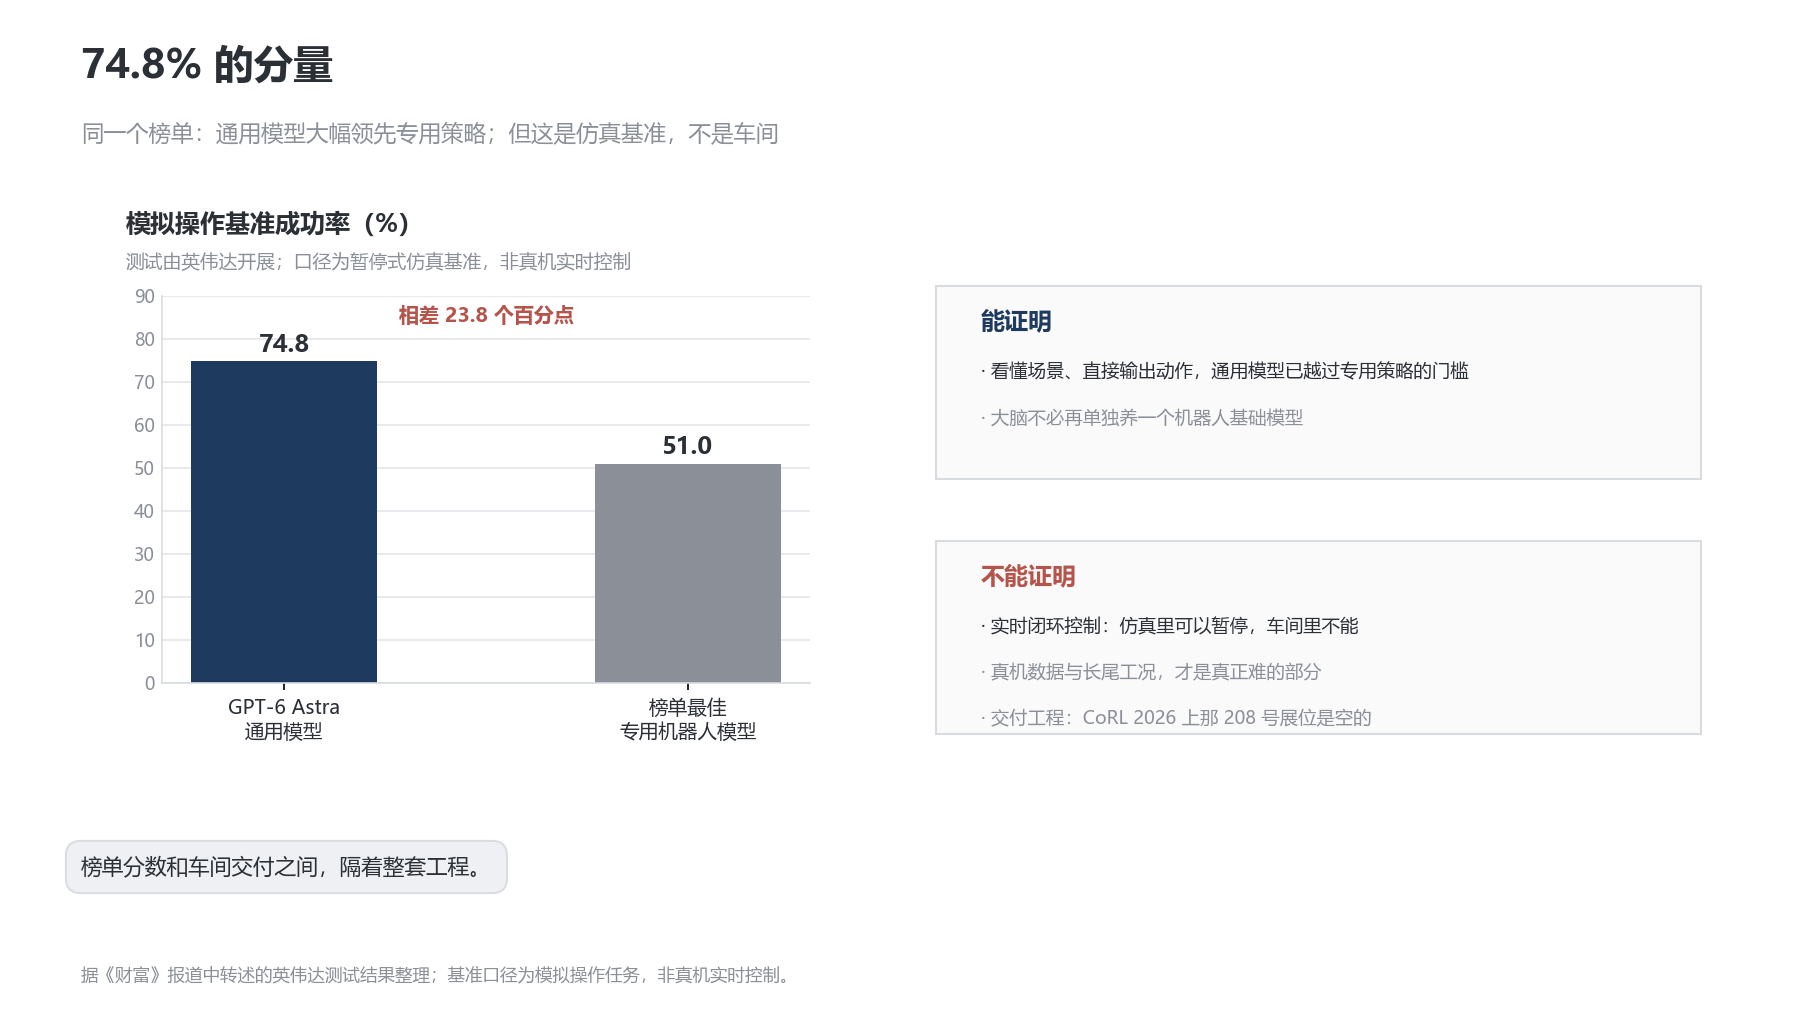 74.8% 的分量
同一个榜单：通用模型大幅领先专用策略；但这是仿真基准，不是车间
模拟操作基准成功率（%）
测试由英伟达开展；口径为暂停式仿真基准，非真机实时控制
90
80
70
60
50
40
30
20
10
0
相差 23.8 个百分点
74.8
51.0
GPT-6 Astra
通用模型
榜单最佳
专用机器人模型
能证明
· 看懂场景、直接输出动作，通用模型已越过专用策略的门槛
· 大脑不必再单独养一个机器人基础模型
不能证明
· 实时闭环控制：仿真里可以暂停，车间里不能
· 真机数据与长尾工况，才是真正难的部分
· 交付工程：CoRL 2026 上那 208 号展位是空的
榜单分数和车间交付之间，隔着整套工程。
据《财富》报道中转述的英伟达测试结果整理；基准口径为模拟操作任务，非真机实时控制。